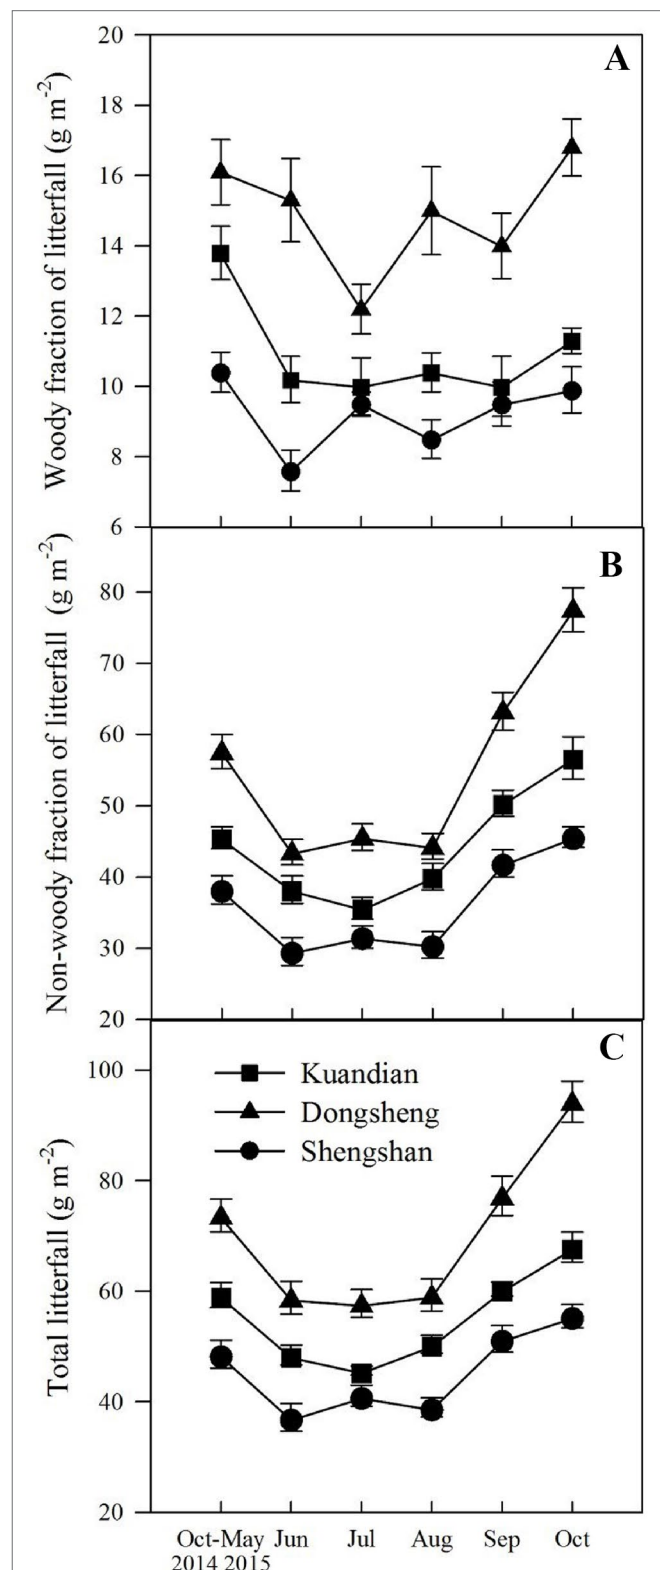 A
Woody fraction of litterfall (g m-2)
20
18
16
14
12
10
8
6
B
Non-woody fraction of litterfall (g m-2)
80
70
60
50
40
30
20
C
Total litterfall (g m-2)
100
80
60
40
20
Kuandian
Dongsheng
Shengshan
Oct-May Jun Jul Aug Sep Oct
2014 2015